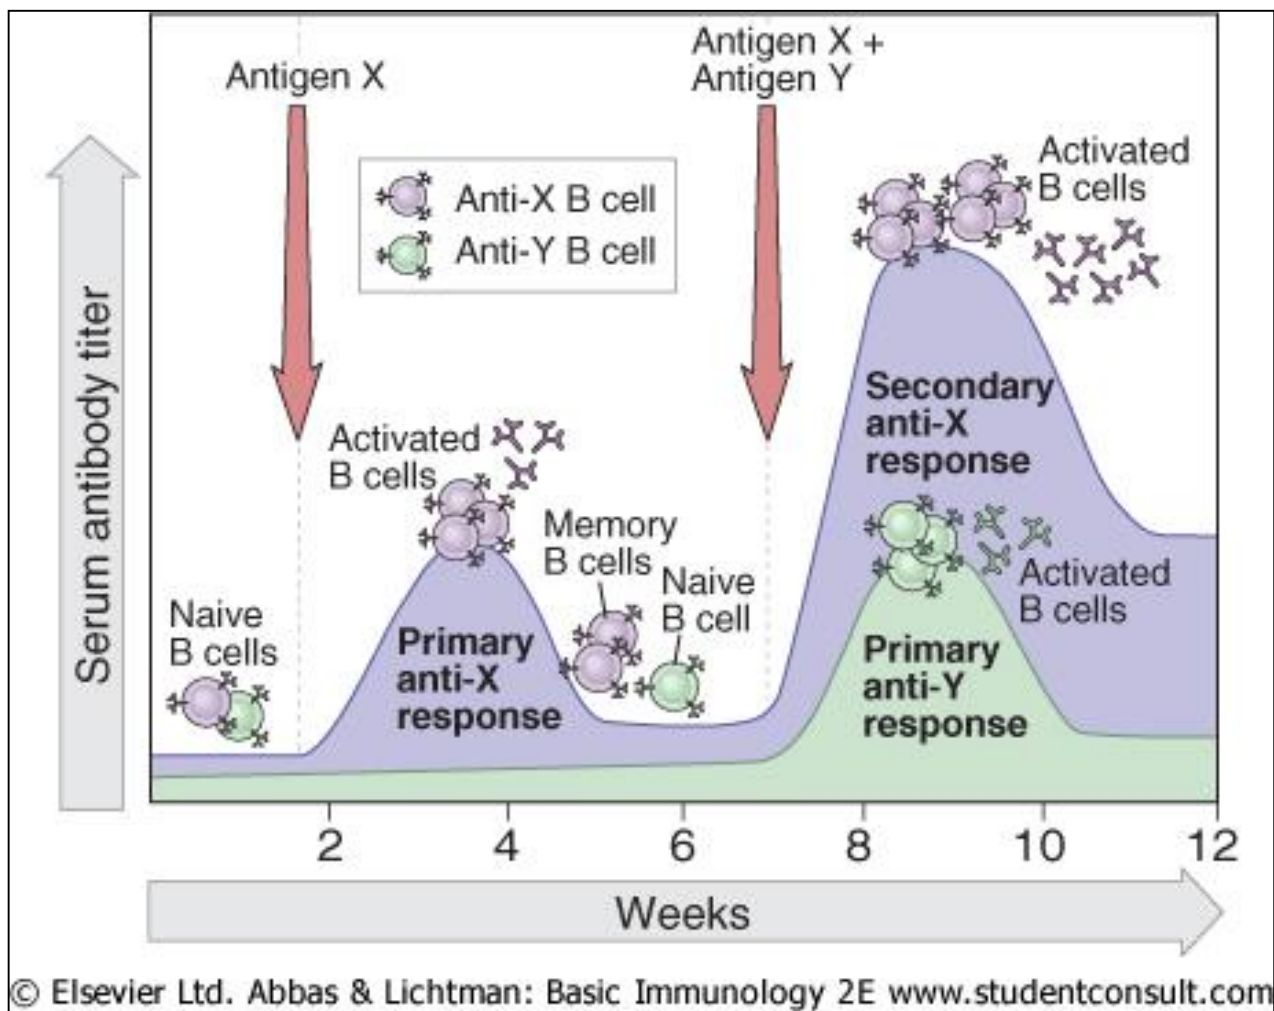 Antigen X
Antigen X +
Antigen Y
Anti-X B cell
Anti-Y B cell
Activated
B cells
Serum antibody titer
Secondary
anti-X
response
Activated
B cells
Memory
B cells
Naive
B cell
Activated
B cells
Naive
B cells
Primary
anti-X
response
Primary
anti-Y
response
2
4
6
8
10
12
Weeks
© Elsevier Ltd. Abbas & Lichtman: Basic Immunology 2E www.studentconsult.com